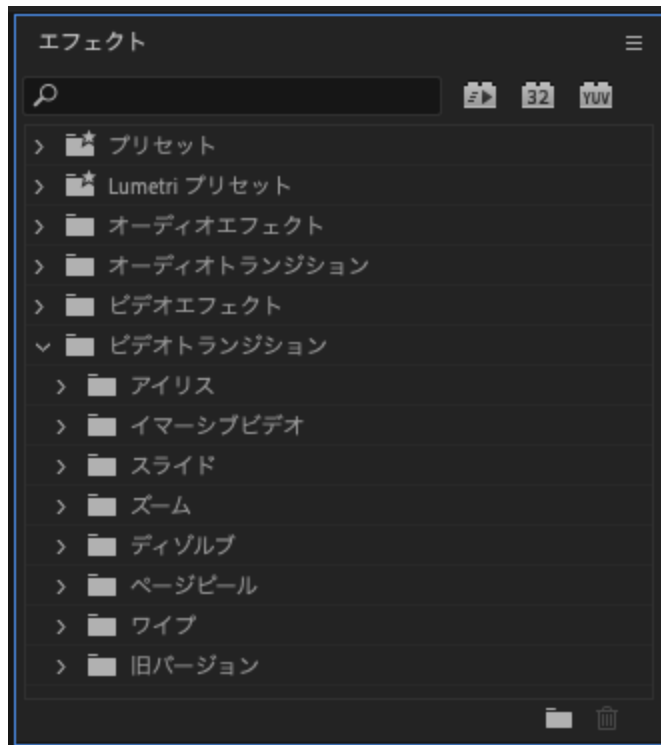 エフェクト
32 YUV
プリセット
Lumetri プリセット
オーディオエフェクト
オーディオトランジション
ビデオエフェクト
ビデオトランジション
アイリス
イマーシブビデオ
スライド
ズーム
ディゾルブ
ページピール
ワイプ
旧バージョン